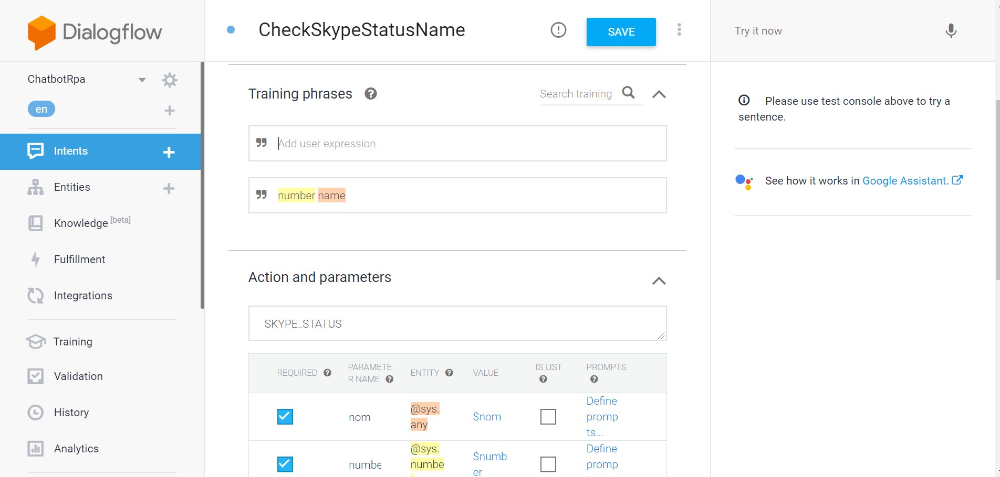 Dialogflow
ChatbotRpa
en
Intents
Entities
Knowledge [beta]
Fulfillment
Integrations
Training
Validation
History
Analytics
CheckSkypeStatusName
SAVE
Training phrases
Search training
Add user expression
number name
Action and parameters
SKYPE_STATUS
REQUIRED
PARAMETE
R NAME
ENTITY
VALUE
IS LIST
PROMPTS
nom
@sys.
any
$nom
Define
promp
ts...
numbe
@sys.
numbe
$numb
er
Define
promp
Try it now
Please use test console above to try a
sentence.
See how it works in Google Assistant.